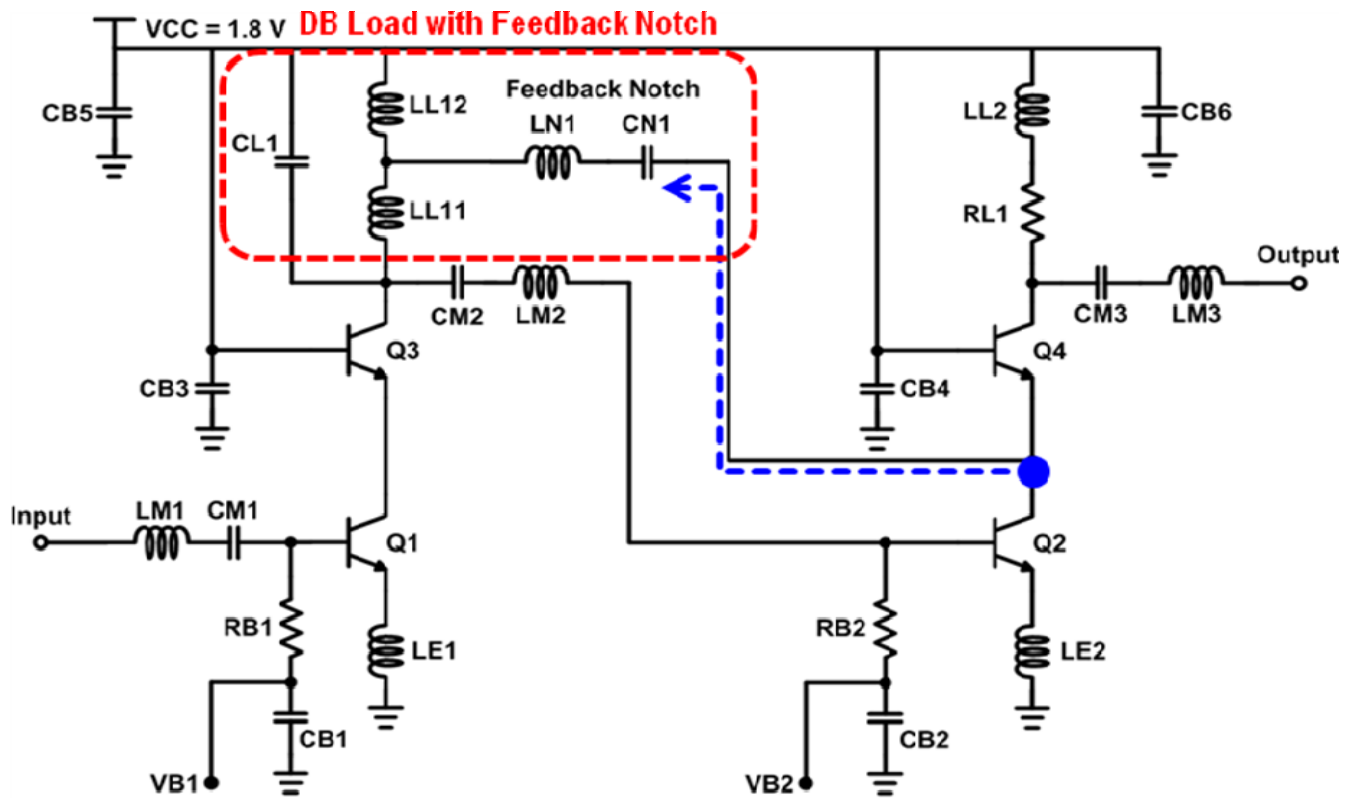 VCC = 1.8 V DB Load with Feedback Notch
CB5
CL1
LL12
Feedback Notch
LN1 CN1
LL11
LL2
CB6
RL1
CM2 LM2
Output
CM3 LM3
Q3
CB3
Q4
CB4
Input
LM1 CM1
Q1
Q2
RB1
LE1
RB2
LE2
CB1
VB1
CB2
VB2